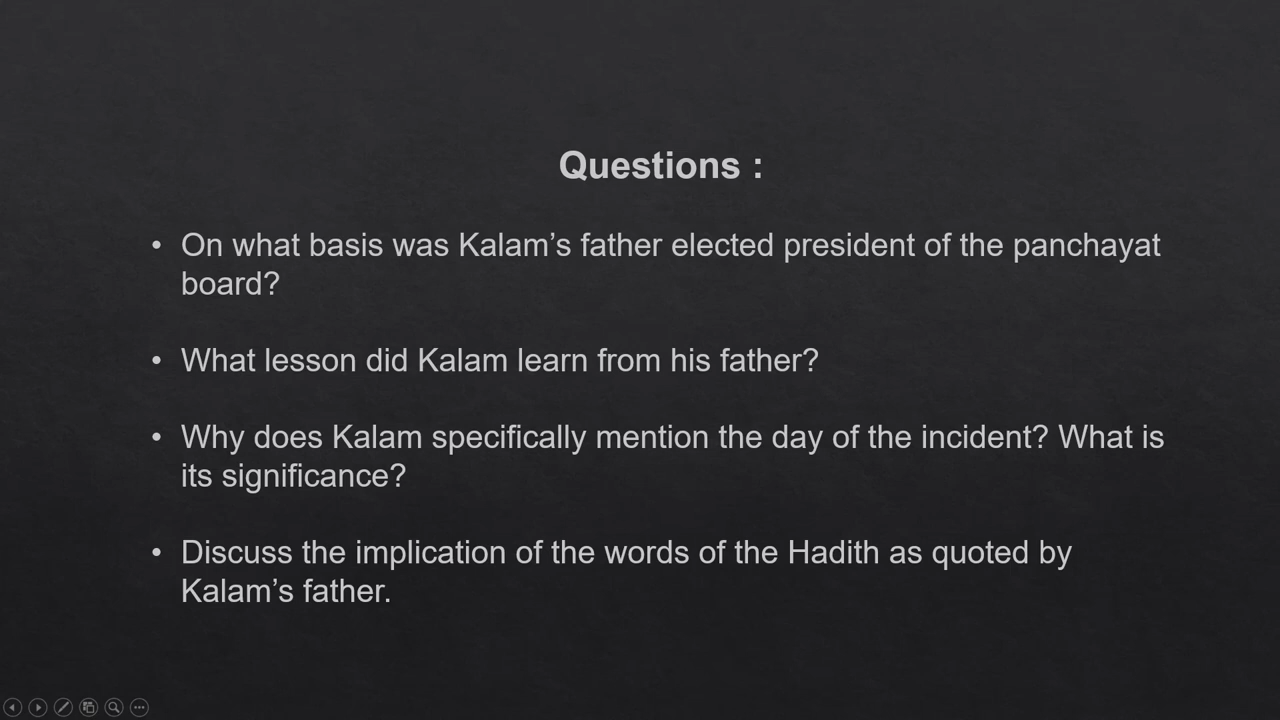 Questions :
• On what basis was Kalam’s father elected president of the panchayat
board?
• What lesson did Kalam learn from his father?
• Why does Kalam specifically mention the day of the incident? What is
its significance?
• Discuss the implication of the words of the Hadith as quoted by
Kalam’s father.